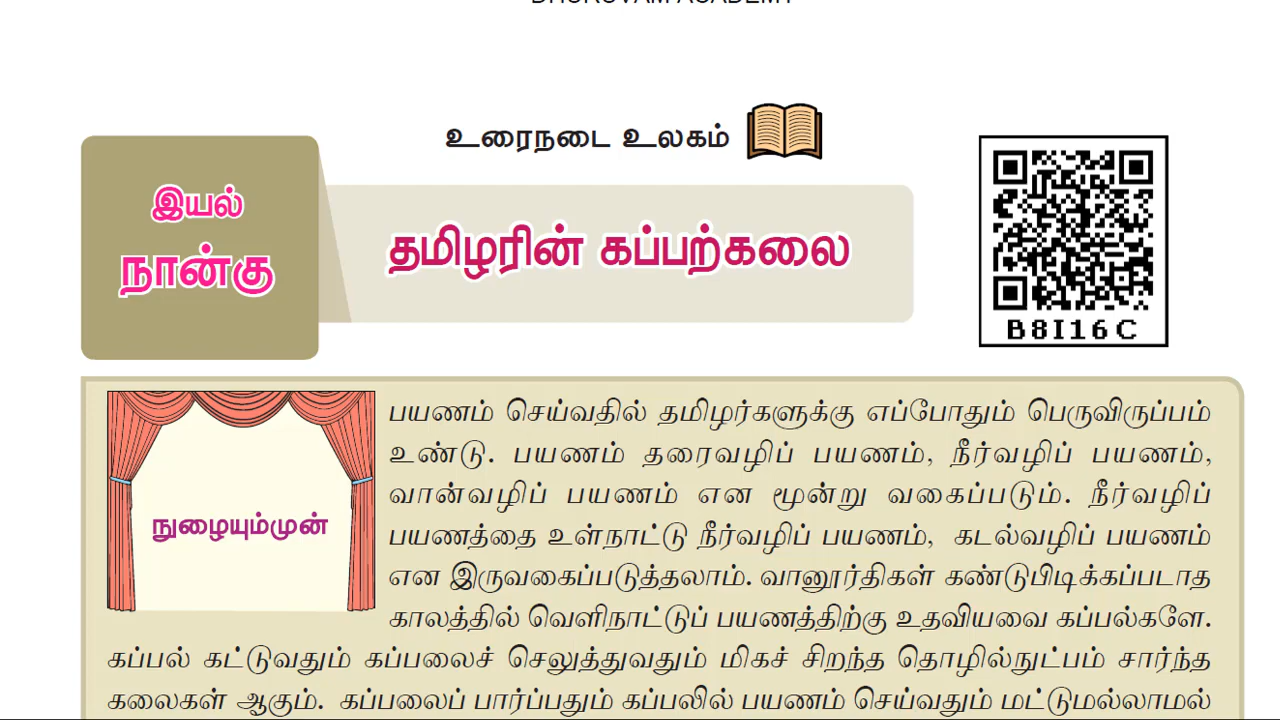 DHURUVAM ACADEMY
உரைநடை உலகம்
இயல்
நான்கு
தமிழரின் கப்பற்கலை
B8I16C
நுழையும்முன்
பயணம் செய்வதில் தமிழர்களுக்கு எப்போதும் பெருவிருப்பம்
உண்டு. பயணம் தரைவழிப் பயணம், நீர்வழிப் பயணம்,
வான்வழிப் பயணம் என மூன்று வகைப்படும். நீர்வழிப்
பயணத்தை உள்நாட்டு நீர்வழிப் பயணம், கடல்வழிப் பயணம்
என இருவகைப்படுத்தலாம். வானூர்திகள் கண்டுபிடிக்கப்படாத
காலத்தில் வெளிநாட்டுப் பயணத்திற்கு உதவியவை கப்பல்களே.
கப்பல் கட்டுவதும் கப்பலைச் செலுத்துவதும் மிகச் சிறந்த தொழில்நுட்பம் சார்ந்த
கலைகள் ஆகும். கப்பலைப் பார்ப்பதும் கப்பலில் பயணம் செய்வதும் மட்டுமல்லாமல்